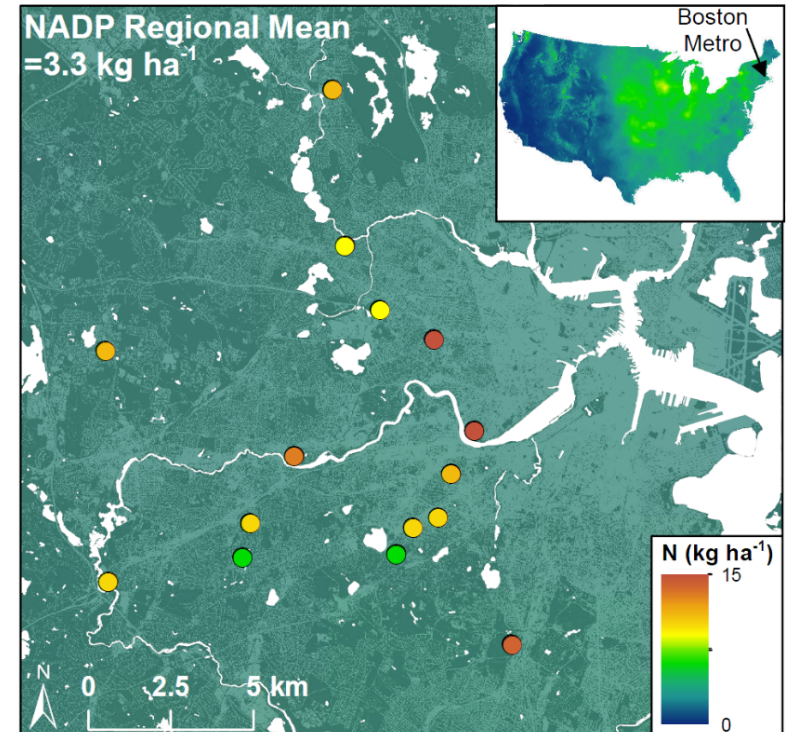 NADP Regional Mean
=3.3 kg ha⁻¹
Boston
Metro
N (kg ha⁻¹)
15
0
N
0 2.5 5 km